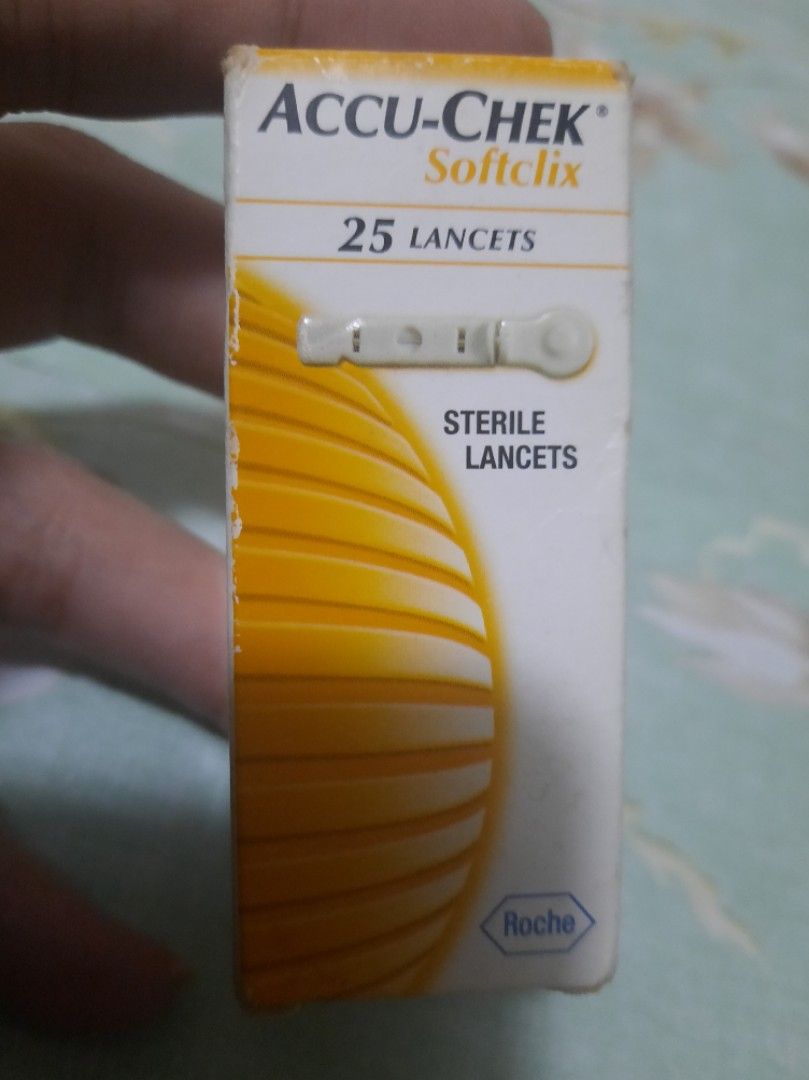 ACCU-CHEK®
Softclix
25 LANCETS
STERILE
LANCETS
Roche